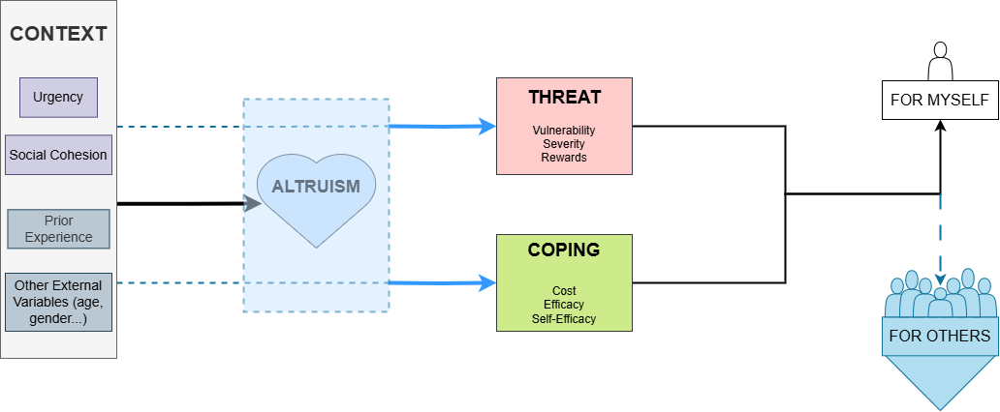 CONTEXT
Urgency
Social Cohesion
Prior
Experience
Other External
Variables (age,
gender...)
ALTRUISM
THREAT
Vulnerability
Severity
Rewards
COPING
Cost
Efficacy
Self-Efficacy
FOR MYSELF
FOR OTHERS